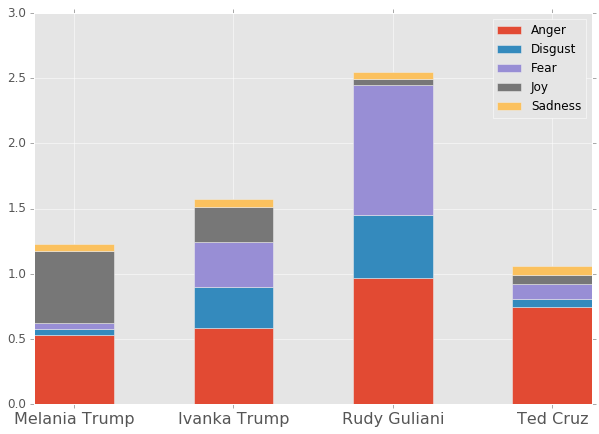 3.0
2.5
2.0
1.5
1.0
0.5
0.0
Anger
Disgust
Fear
Joy
Sadness
Melania Trump Ivanka Trump Rudy Guliani Ted Cruz